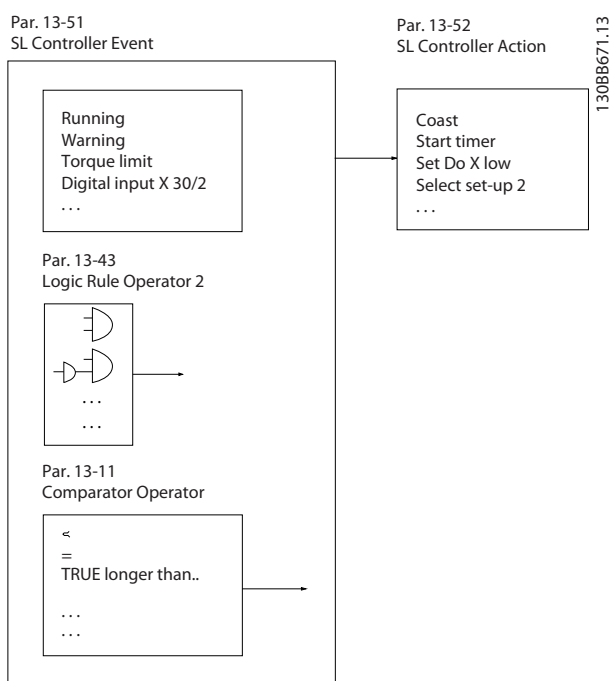 Par. 13-51
SL Controller Event
Par. 13-52
SL Controller Action
130BB671.13
Running
Warning
Torque limit
Digital input X 30/2
. . .
Coast
Start timer
Set Do X low
Select set-up 2
. . .
Par. 13-43
Logic Rule Operator 2
. . .
. . .
Par. 13-11
Comparator Operator
<
=
TRUE longer than..
. . .
. . .